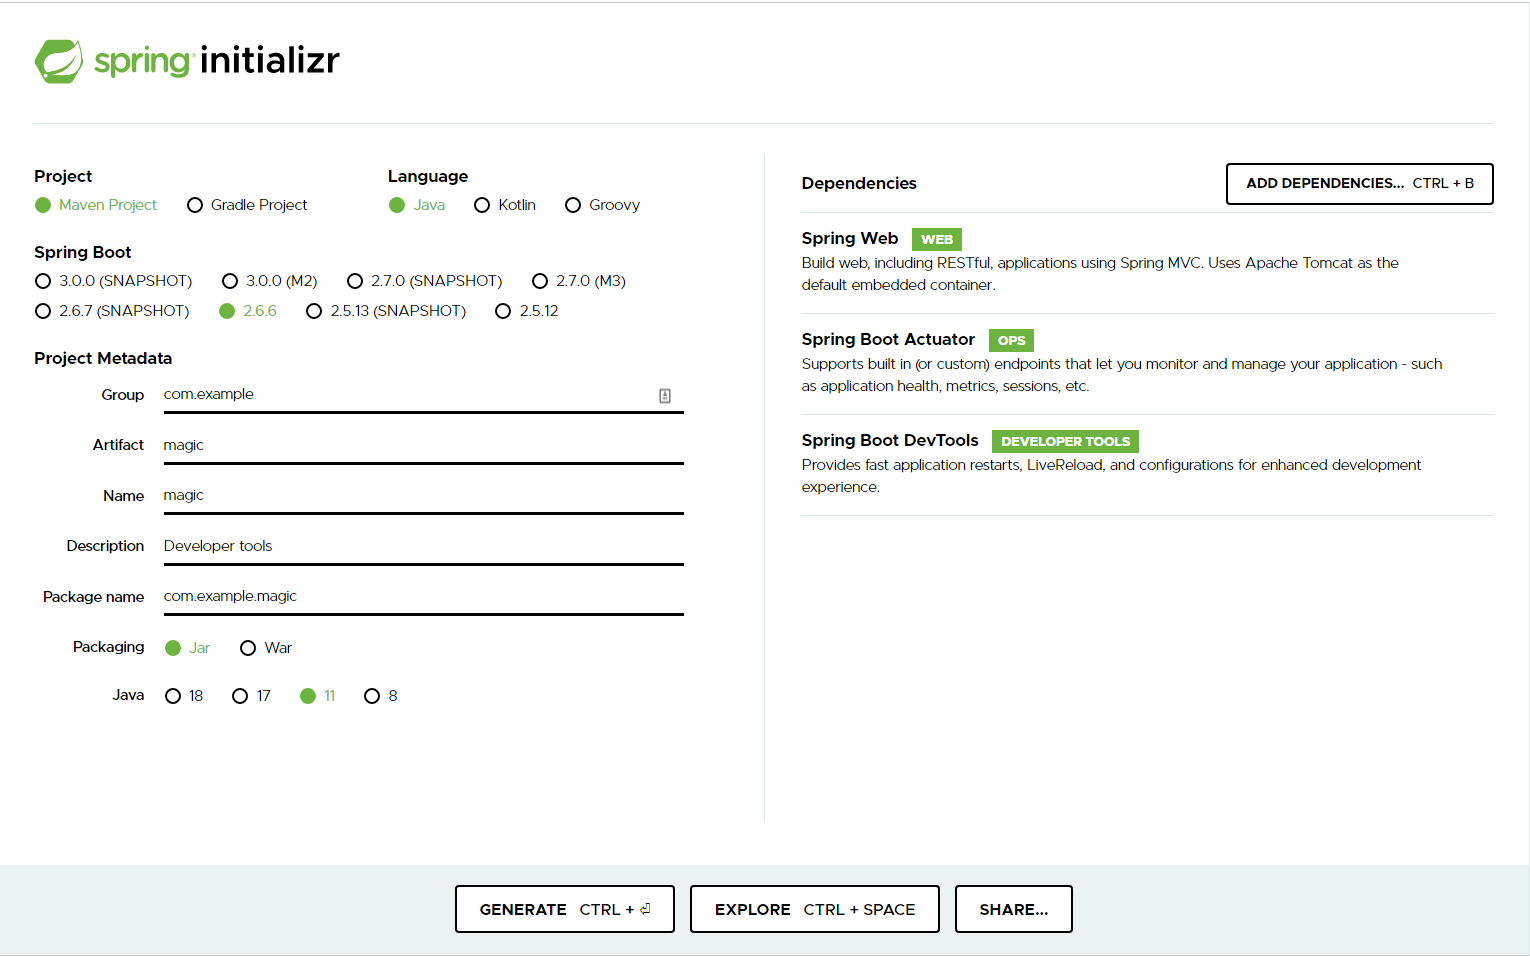 spring initializr
Project
Maven Project Gradle Project
Language
Java Kotlin Groovy
Spring Boot
3.0.0 (SNAPSHOT) 3.0.0 (M2) 2.7.0 (SNAPSHOT) 2.7.0 (M3)
2.6.7 (SNAPSHOT) 2.6.6 2.5.13 (SNAPSHOT) 2.5.12
Project Metadata
Group com.example
Artifact magic
Name magic
Description Developer tools
Package name com.example.magic
Packaging Jar War
Java 18 17 11 8
Dependencies ADD DEPENDENCIES... CTRL + B
Spring Web WEB
Build web, including RESTful, applications using Spring MVC. Uses Apache Tomcat as the
default embedded container.
Spring Boot Actuator OPS
Supports built in (or custom) endpoints that let you monitor and manage your application - such
as application health, metrics, sessions, etc.
Spring Boot DevTools DEVELOPER TOOLS
Provides fast application restarts, LiveReload, and configurations for enhanced development
experience.
GENERATE CTRL + ⏎ EXPLORE CTRL + SPACE SHARE...